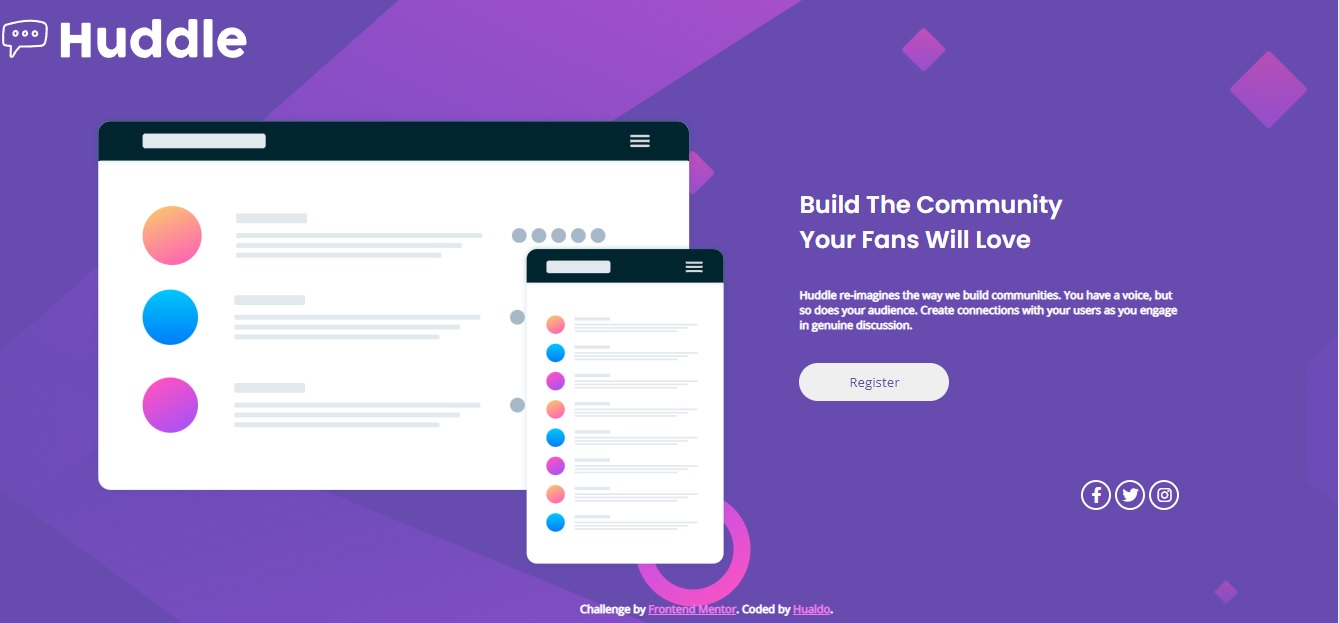 Huddle
Build The Community
Your Fans Will Love
Huddle re-imagines the way we build communities. You have a voice, but
so does your audience. Create connections with your users as you engage
in genuine discussion.
Register
Challenge by Frontend Mentor. Coded by Hualdo.